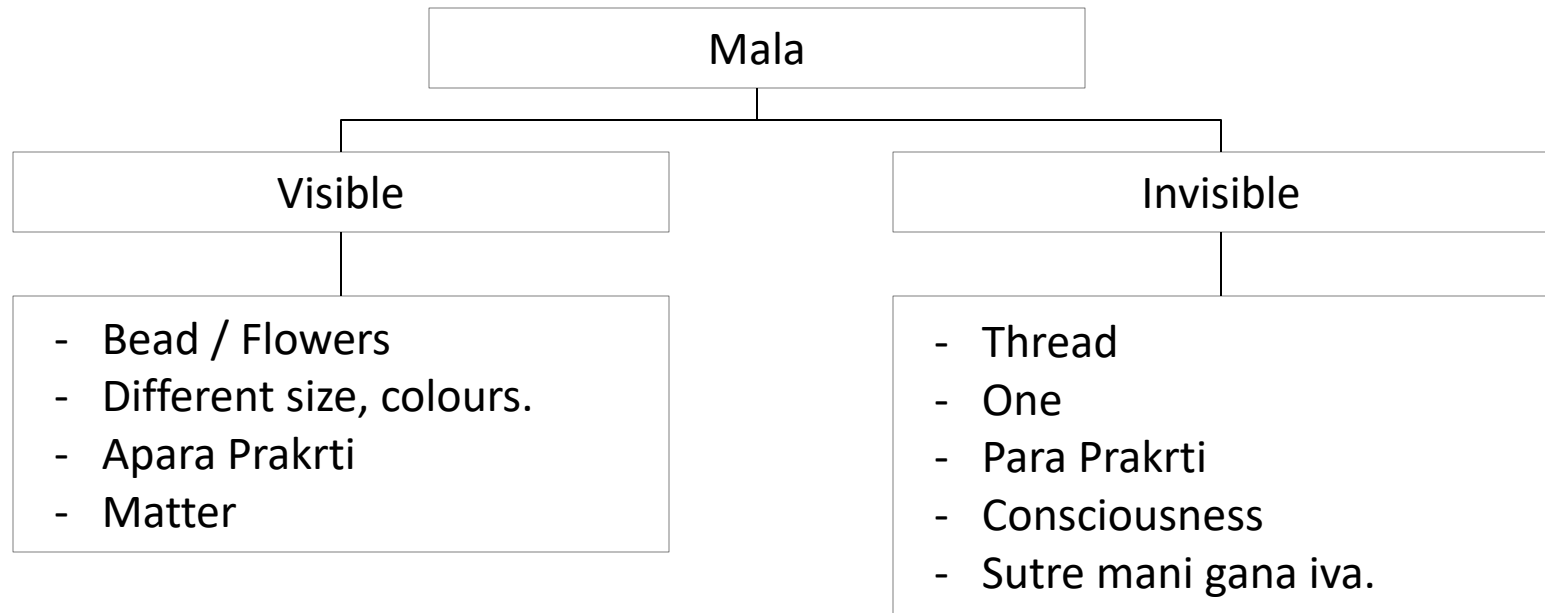 Mala
Visible
Invisible
- Bead / Flowers
- Different size, colours.
- Apara Prakrti
- Matter
- Thread
- One
- Para Prakrti
- Consciousness
- Sutre mani gana iva.